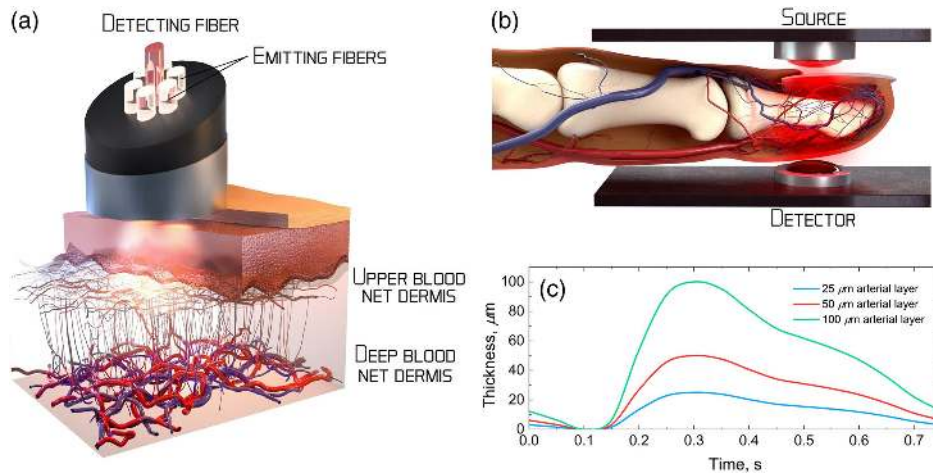 (a)
DETECTING FIBER
EMITTING FIBERS
UPPER BLOOD
NET DERMIS
DEEP BLOOD
NET DERMIS
(b)
SOURCE
DETECTOR
(c)
25 μm arterial layer
50 μm arterial layer
100 μm arterial layer
Thickness, μm
100
80
60
40
20
0
0.0 0.1 0.2 0.3 0.4 0.5 0.6 0.7
Time, s